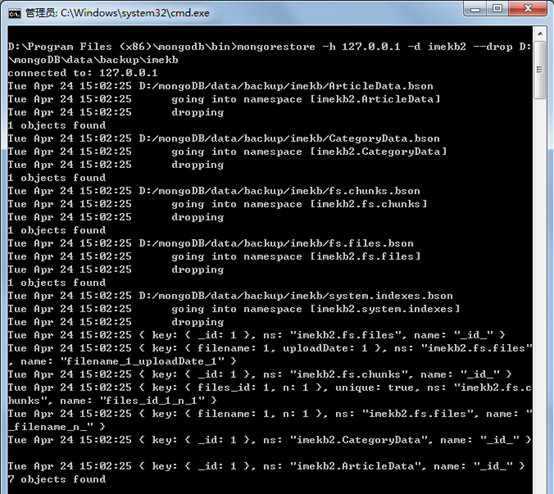 管理员: C:\Windows\system32\cmd.exe
D:\Program Files (x86)\mongodb\bin>mongorestore -h 127.0.0.1 -d imekb2 --drop D:
\mongoDB\data\backup\imekb
connected to: 127.0.0.1
Tue Apr 24 15:02:25 D:/mongoDB/data/backup/imekb/ArticleData.bson
Tue Apr 24 15:02:25      going into namespace [imekb2.ArticleData]
Tue Apr 24 15:02:25      dropping
1 objects found
Tue Apr 24 15:02:25 D:/mongoDB/data/backup/imekb/CategoryData.bson
Tue Apr 24 15:02:25      going into namespace [imekb2.CategoryData]
Tue Apr 24 15:02:25      dropping
1 objects found
Tue Apr 24 15:02:25 D:/mongoDB/data/backup/imekb/fs.chunks.bson
Tue Apr 24 15:02:25      going into namespace [imekb2.fs.chunks]
Tue Apr 24 15:02:25      dropping
1 objects found
Tue Apr 24 15:02:25 D:/mongoDB/data/backup/imekb/fs.files.bson
Tue Apr 24 15:02:25      going into namespace [imekb2.fs.files]
Tue Apr 24 15:02:25      dropping
1 objects found
Tue Apr 24 15:02:25 D:/mongoDB/data/backup/imekb/system.indexes.bson
Tue Apr 24 15:02:25      going into namespace [imekb2.system.indexes]
Tue Apr 24 15:02:25      dropping
Tue Apr 24 15:02:25 { key: { _id: 1 }, ns: "imekb2.fs.files", name: "_id_" }
Tue Apr 24 15:02:25 { key: { filename: 1, uploadDate: 1 }, ns: "imekb2.fs.files"
, name: "filename_1_uploadDate_1" }
Tue Apr 24 15:02:25 { key: { _id: 1 }, ns: "imekb2.fs.chunks", name: "_id_" }
Tue Apr 24 15:02:25 { key: { files_id: 1, n: 1 }, unique: true, ns: "imekb2.fs.c
hunks", name: "files_id_1_n_1" }
Tue Apr 24 15:02:25 { key: { filename: 1, n: 1 }, ns: "imekb2.fs.files", name: "
_filename_n_" }
Tue Apr 24 15:02:25 { key: { _id: 1 }, ns: "imekb2.CategoryData", name: "_id_" }
Tue Apr 24 15:02:25 { key: { _id: 1 }, ns: "imekb2.ArticleData", name: "_id_" }
7 objects found